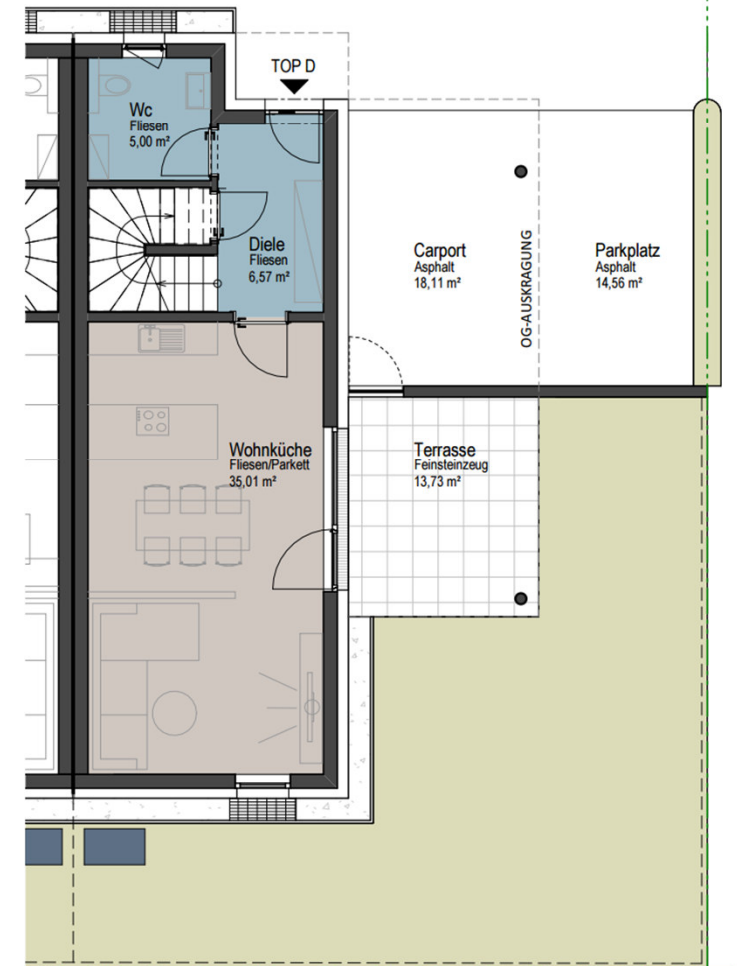 TOP D
Wc
Fliesen
5,00 m²
Diele
Fliesen
6,57 m²
Carport
Asphalt
18,11 m²
OG-AUSKRAGUNG
Parkplatz
Asphalt
14,56 m²
Wohnküche
Fliesen/Parkett
35,01 m²
Terrasse
Feinsteinzeug
13,73 m²